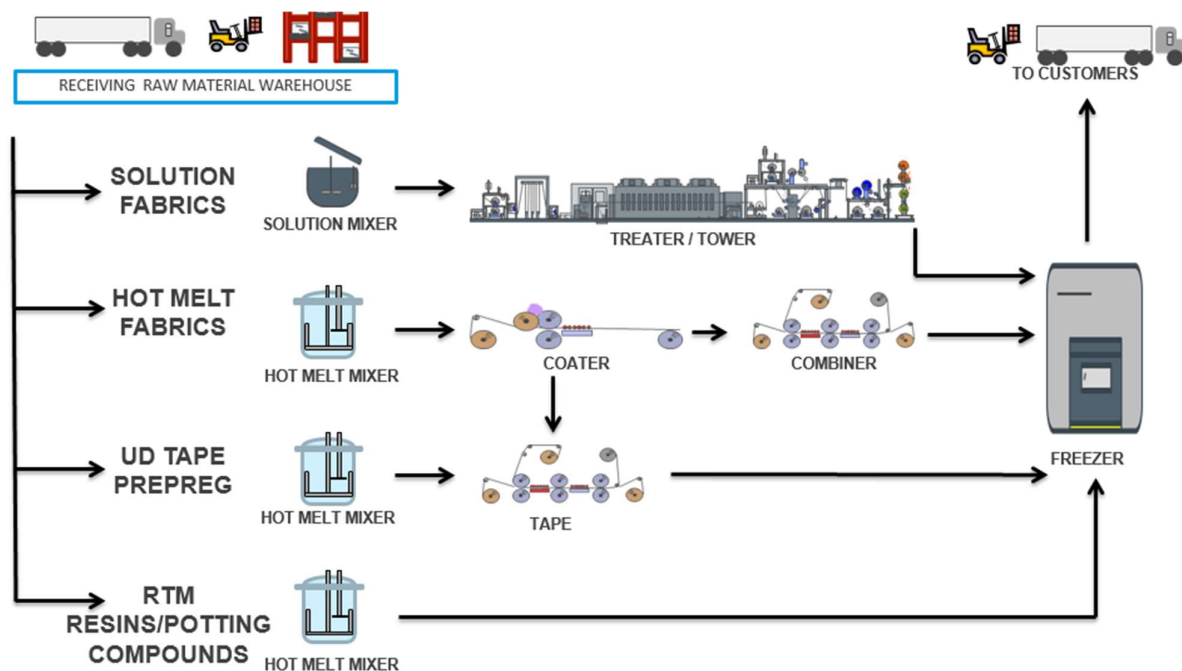 RECEIVING RAW MATERIAL WAREHOUSE
TO CUSTOMERS
SOLUTION
FABRICS
SOLUTION MIXER
TREATER / TOWER
HOT MELT
FABRICS
HOT MELT MIXER
COATER
COMBINER
FREEZER
UD TAPE
PREPREG
HOT MELT MIXER
TAPE
RTM
RESINS/POTTING
COMPOUNDS
HOT MELT MIXER